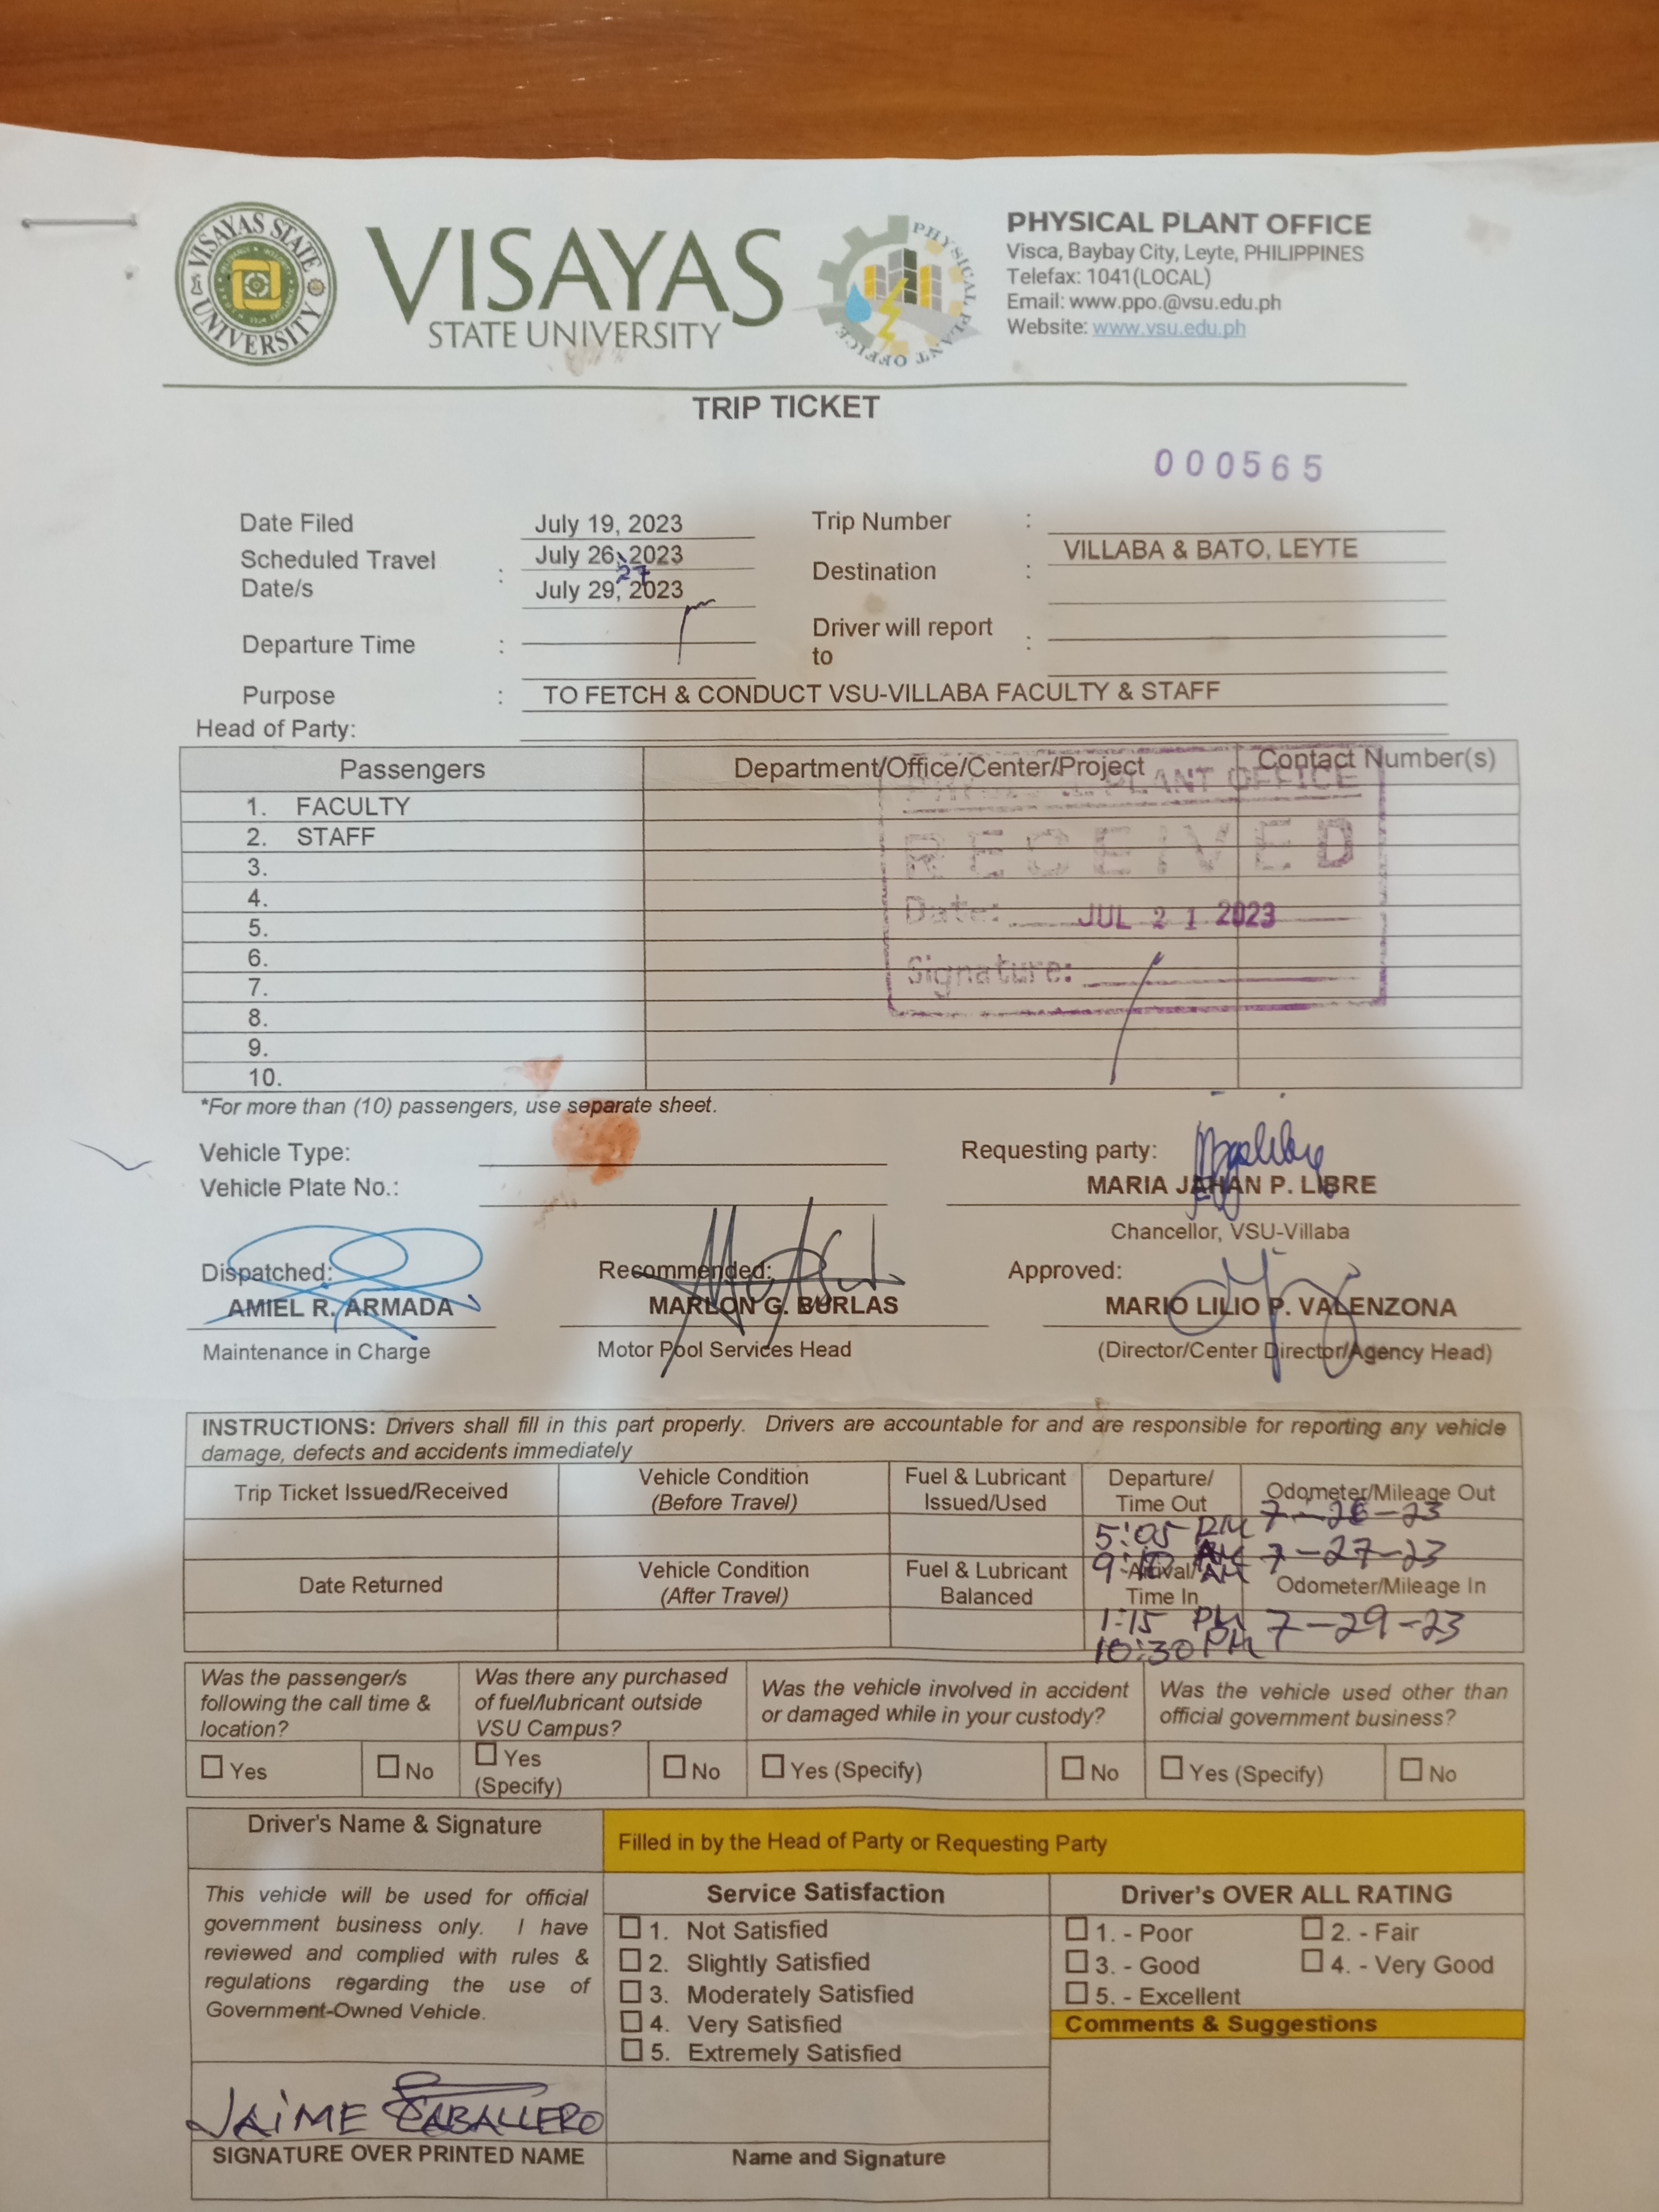 VISAYAS STATE UNIVERSITY
VISAYAS
STATE UNIVERSITY
PHYSICAL PLANT OFFICE
PHYSICAL PLANT OFFICE
Visca, Baybay City, Leyte, PHILIPPINES
Telefax: 1041(LOCAL)
Email: www.ppo.@vsu.edu.ph
Website: www.vsu.edu.ph
TRIP TICKET
000565
Date Filed July 19, 2023 Trip Number :
Scheduled Travel Date/s : July 26, 2023 27 July 29, 2023
Destination : VILLABA & BATO, LEYTE
Departure Time :
Driver will report to :
Purpose : TO FETCH & CONDUCT VSU-VILLABA FACULTY & STAFF
Head of Party:
Passengers Department/Office/Center/Project Contact Number(s)
1. FACULTY
2. STAFF
3.
4.
5.
6.
7.
8.
9.
10.
PLANT OFFICE
RECEIVED
Date: JUL 21 2023
Signature:
*For more than (10) passengers, use separate sheet.
Vehicle Type:
Vehicle Plate No.:
Requesting party:
MARIA JAHAN P. LIBRE
Chancellor, VSU-Villaba
Dispatched: Recommended: Approved:
AMIEL R. ARMADA MARLON G. BURLAS MARIO LILIO P. VALENZONA
Maintenance in Charge Motor Pool Services Head (Director/Center Director/Agency Head)
INSTRUCTIONS: Drivers shall fill in this part properly. Drivers are accountable for and are responsible for reporting any vehicle
damage, defects and accidents immediately
Trip Ticket Issued/Received Vehicle Condition (Before Travel) Fuel & Lubricant Issued/Used Departure/ Time Out Odometer/Mileage Out
5:05 PM 7-26-23
AM 7-27-23
Date Returned Vehicle Condition (After Travel) Fuel & Lubricant Balanced Arrival/ Time In Odometer/Mileage In
1:15 PM 7-29-23
10:30 PM
Was the passenger/s following the call time & location?
Was there any purchased of fuel/lubricant outside VSU Campus?
Was the vehicle involved in accident or damaged while in your custody?
Was the vehicle used other than official government business?
Yes No Yes (Specify) No Yes (Specify) No Yes (Specify) No
Driver's Name & Signature
Filled in by the Head of Party or Requesting Party
This vehicle will be used for official
government business only. I have
reviewed and complied with rules &
regulations regarding the use of
Government-Owned Vehicle.
Service Satisfaction
1. Not Satisfied
2. Slightly Satisfied
3. Moderately Satisfied
4. Very Satisfied
5. Extremely Satisfied
Driver's OVER ALL RATING
1. - Poor 2. - Fair
3. - Good 4. - Very Good
5. - Excellent
Comments & Suggestions
JAIME CABALLERO
SIGNATURE OVER PRINTED NAME
Name and Signature